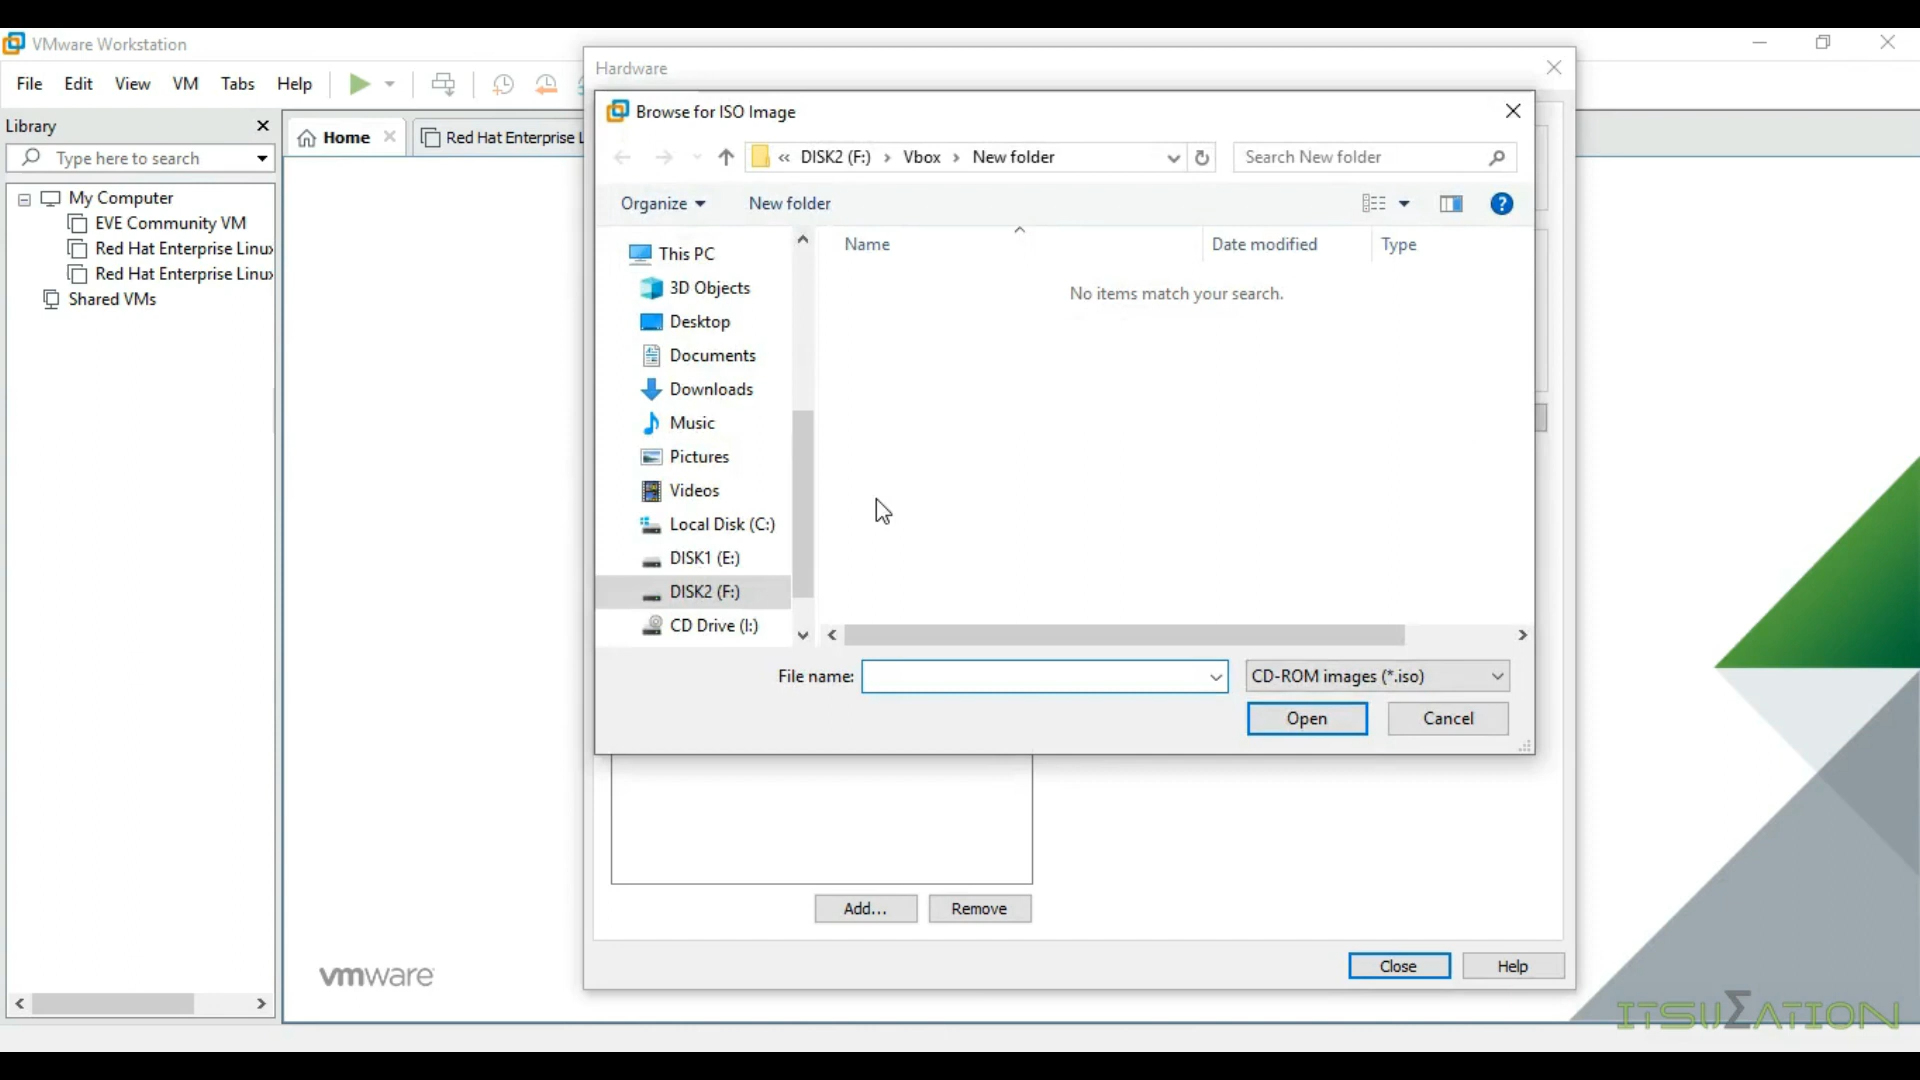 VMware Workstation
File Edit View VM Tabs Help
Library
Type here to search
My Computer
EVE Community VM
Red Hat Enterprise Linux
Red Hat Enterprise Linux
Shared VMs
Home
Red Hat Enterprise L
Hardware
Browse for ISO Image
« DISK2 (F:) › Vbox › New folder
Search New folder
Organize
New folder
This PC
3D Objects
Desktop
Documents
Downloads
Music
Pictures
Videos
Local Disk (C:)
DISK1 (E:)
DISK2 (F:)
CD Drive (I:)
Name Date modified Type
No items match your search.
File name:
CD-ROM images (*.iso)
Open Cancel
Add... Remove
Close Help
vmware